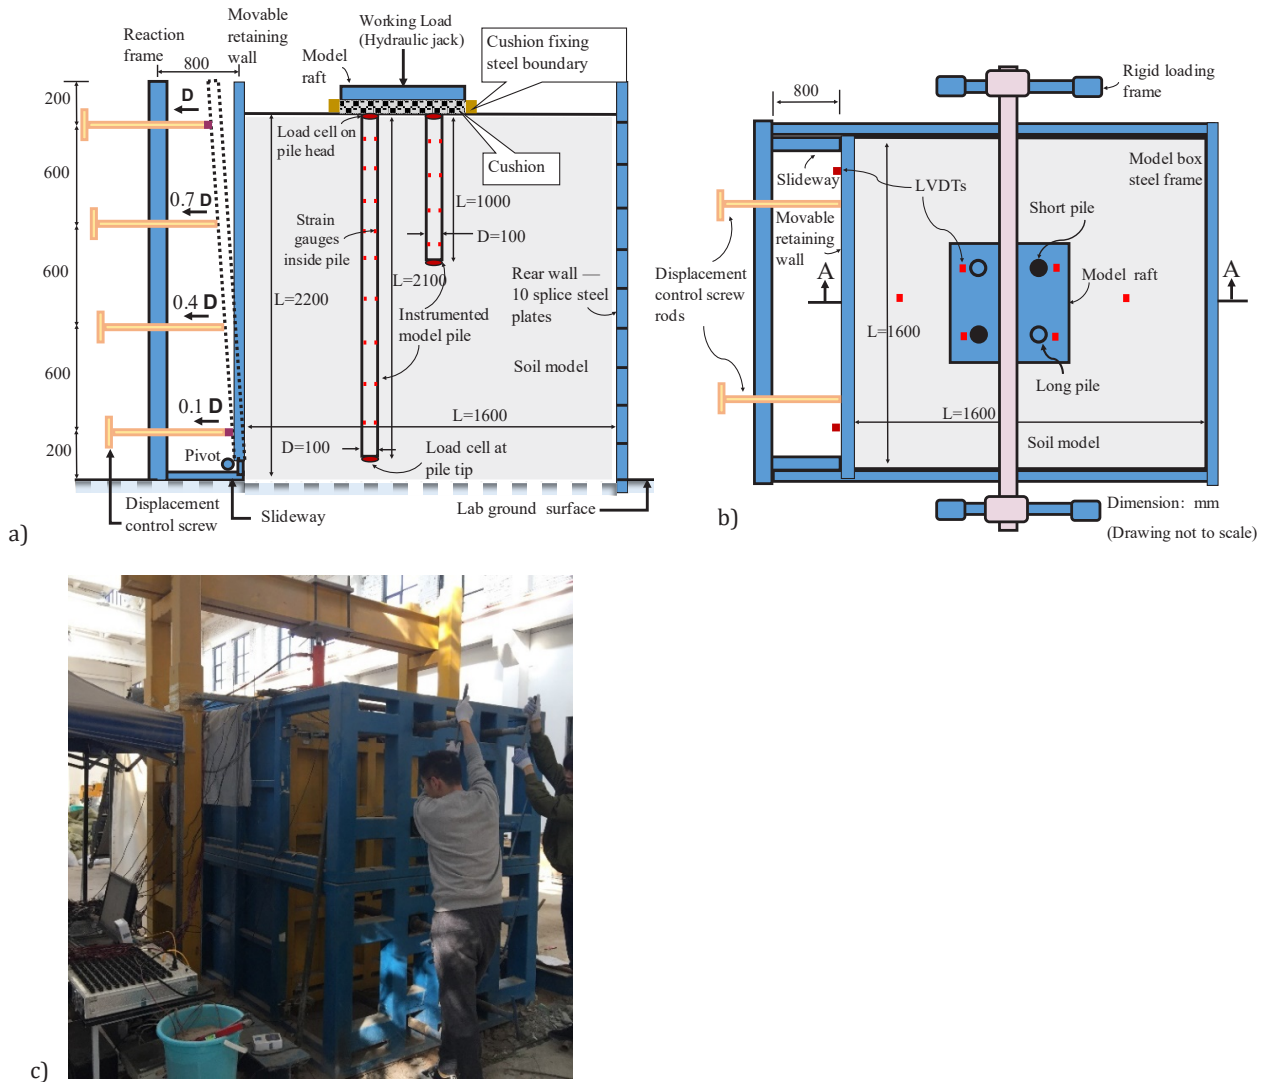 Reaction
frame
Movable
retaining
wall
Working Load
(Hydraulic jack)
Model
raft
Cushion fixing
steel boundary
800
200
D
Load cell on
pile head
Cushion
600
0.7 D
L=1000
Strain
gauges
inside pile
D=100
L=2100
Rear wall —
10 splice steel
plates
600
L=2200
0.4 D
Instrumented
model pile
Soil model
600
0.1 D
L=1600
D=100
200
Pivot
Load cell at
pile tip
Displacement
control screw
Slideway
Lab ground surface
a)
Rigid loading
frame
800
Model box
steel frame
Slideway
LVDTs
Short pile
Movable
retaining
wall
Displacement
control screw
rods
A
Model raft
A
L=1600
Long pile
L=1600
Soil model
b)
Dimension: mm
(Drawing not to scale)
c)